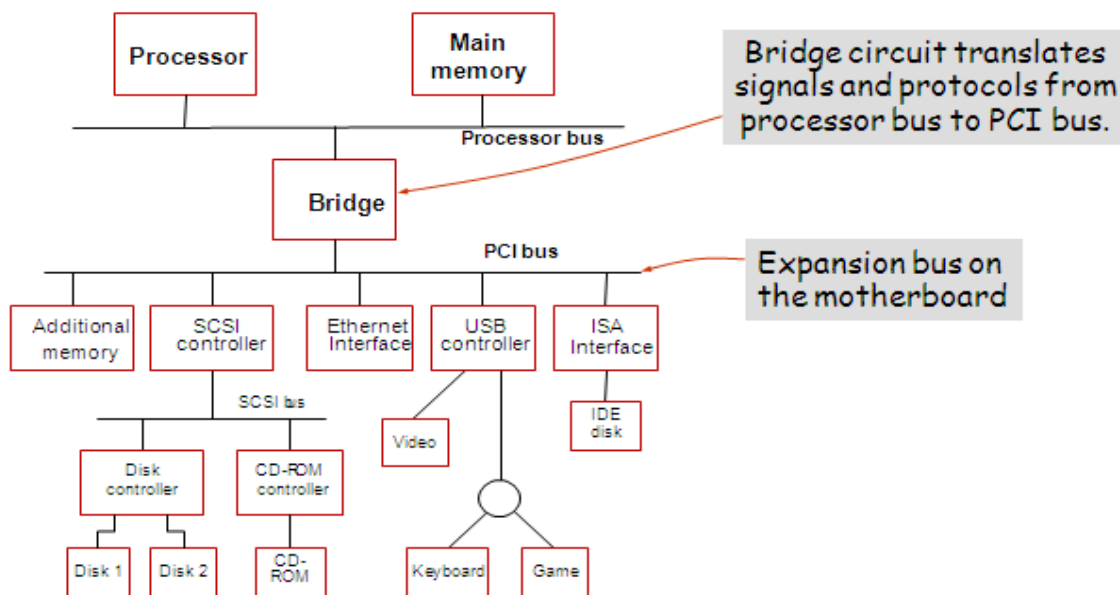 Processor
Main
memory
Bridge circuit translates
signals and protocols from
processor bus to PCI bus.
Processor bus
Bridge
PCI bus
Expansion bus on
the motherboard
Additional
memory
SCSI
controller
Ethernet
Interface
USB
controller
ISA
Interface
SCSI bus
IDE
disk
Video
Disk
controller
CD-ROM
controller
Disk 1
Disk 2
CD-
ROM
Keyboard
Game